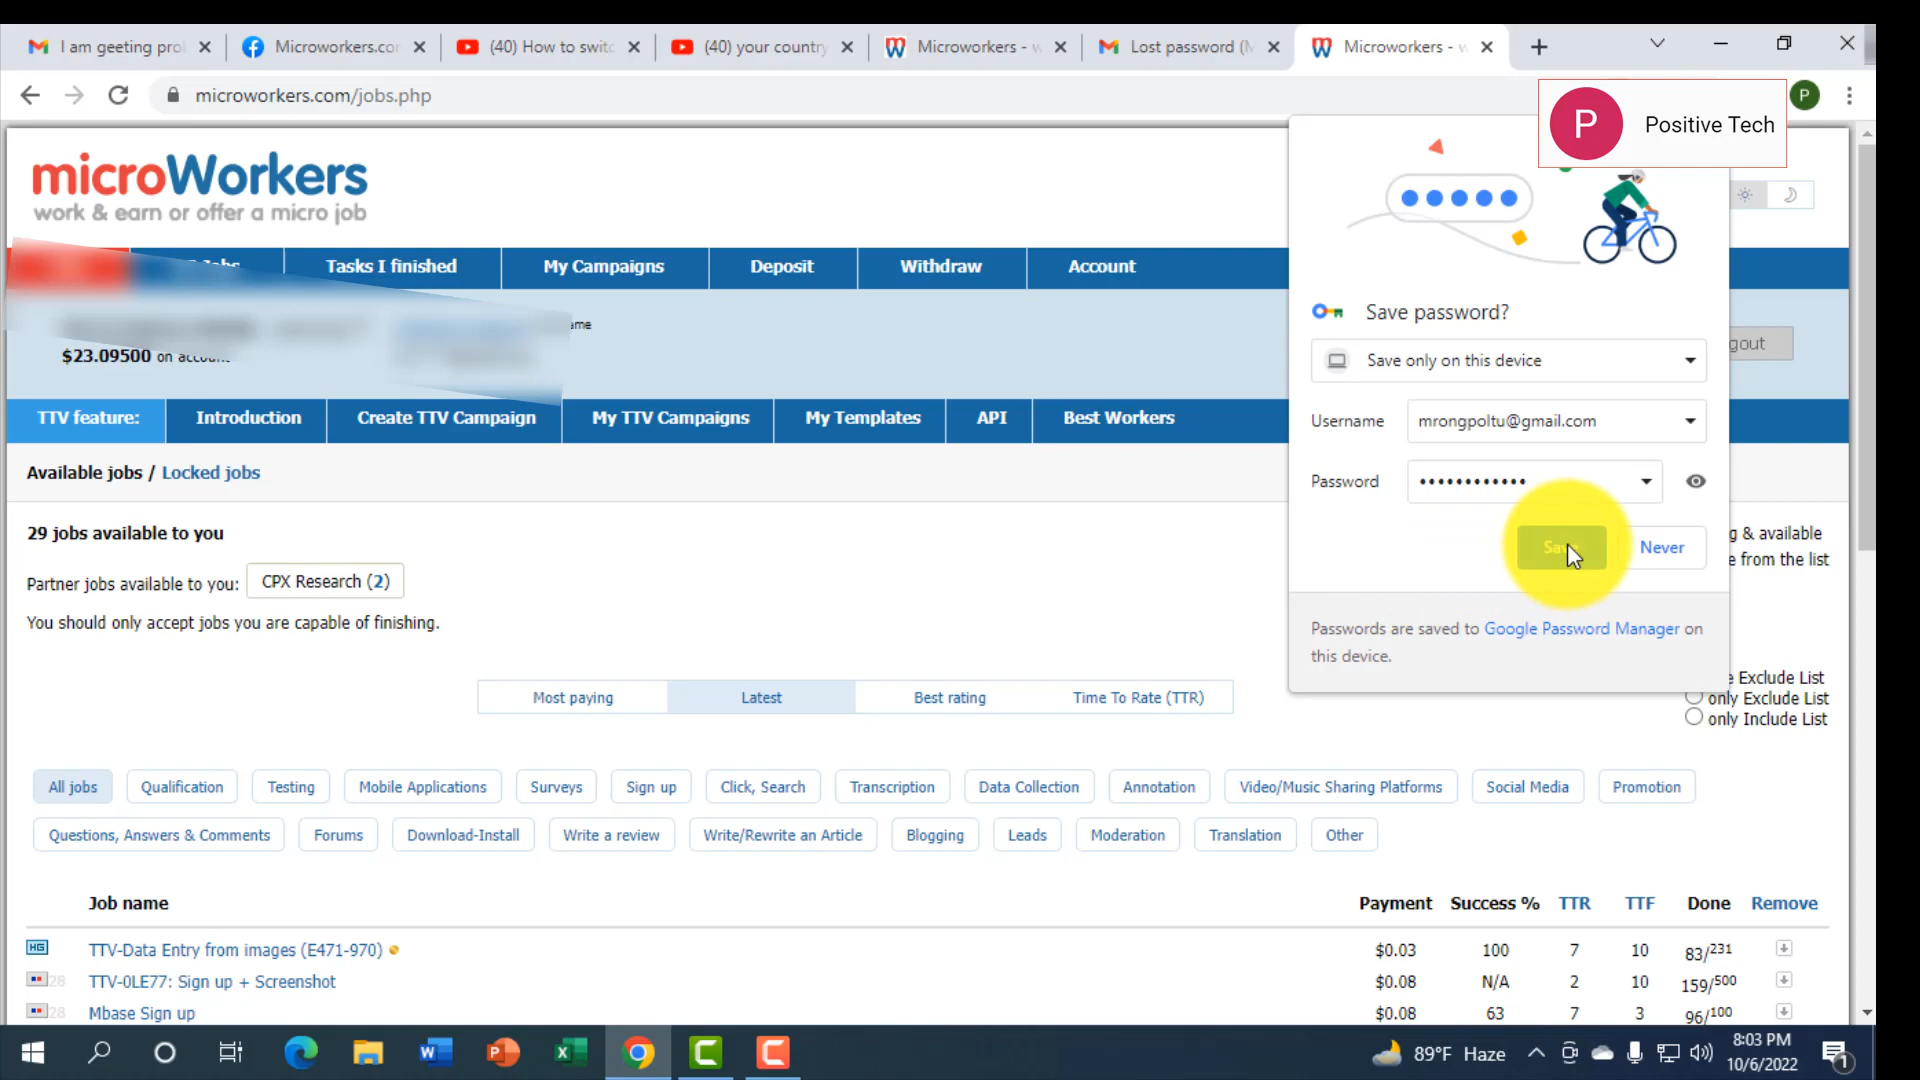 I am geeting pro
Microworkers.co
(40) How to swit
(40) your country
Microworkers -
Lost password (
Microworkers -
microworkers.com/jobs.php
P
P Positive Tech
microWorkers
work & earn or offer a micro job
Tasks I finished
My Campaigns
Deposit
Withdraw
Account
$23.09500 on
TTV feature:
Introduction
Create TTV Campaign
My TTV Campaigns
My Templates
API
Best Workers
Available jobs / Locked jobs
29 jobs available to you
Partner jobs available to you: CPX Research (2)
You should only accept jobs you are capable of finishing.
Save password?
Save only on this device
Username mrongpoltu@gmail.com
Password ••••••••••••
Never
Passwords are saved to Google Password Manager on
this device.
& available
from the list
Exclude List
only Exclude List
only Include List
Most paying
Latest
Best rating
Time To Rate (TTR)
All jobs
Qualification
Testing
Mobile Applications
Surveys
Sign up
Click, Search
Transcription
Data Collection
Annotation
Video/Music Sharing Platforms
Social Media
Promotion
Questions, Answers & Comments
Forums
Download-Install
Write a review
Write/Rewrite an Article
Blogging
Leads
Moderation
Translation
Other
Job name Payment Success % TTR TTF Done Remove
HG TTV-Data Entry from images (E471-970) $0.03 100 7 10 83/231
28 TTV-0LE77: Sign up + Screenshot $0.08 N/A 2 10 159/500
28 Mbase Sign up $0.08 63 7 3 96/100
89°F Haze
8:03 PM
10/6/2022
1